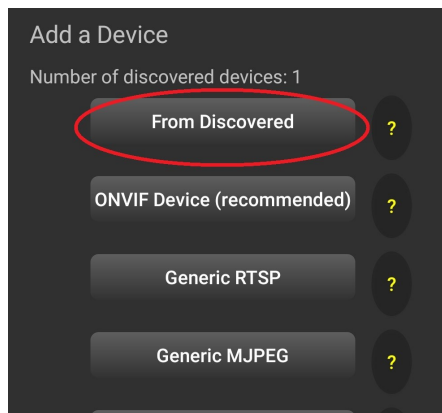 Add a Device
Number of discovered devices: 1
From Discovered
?
ONVIF Device (recommended)
?
Generic RTSP
?
Generic MJPEG
?